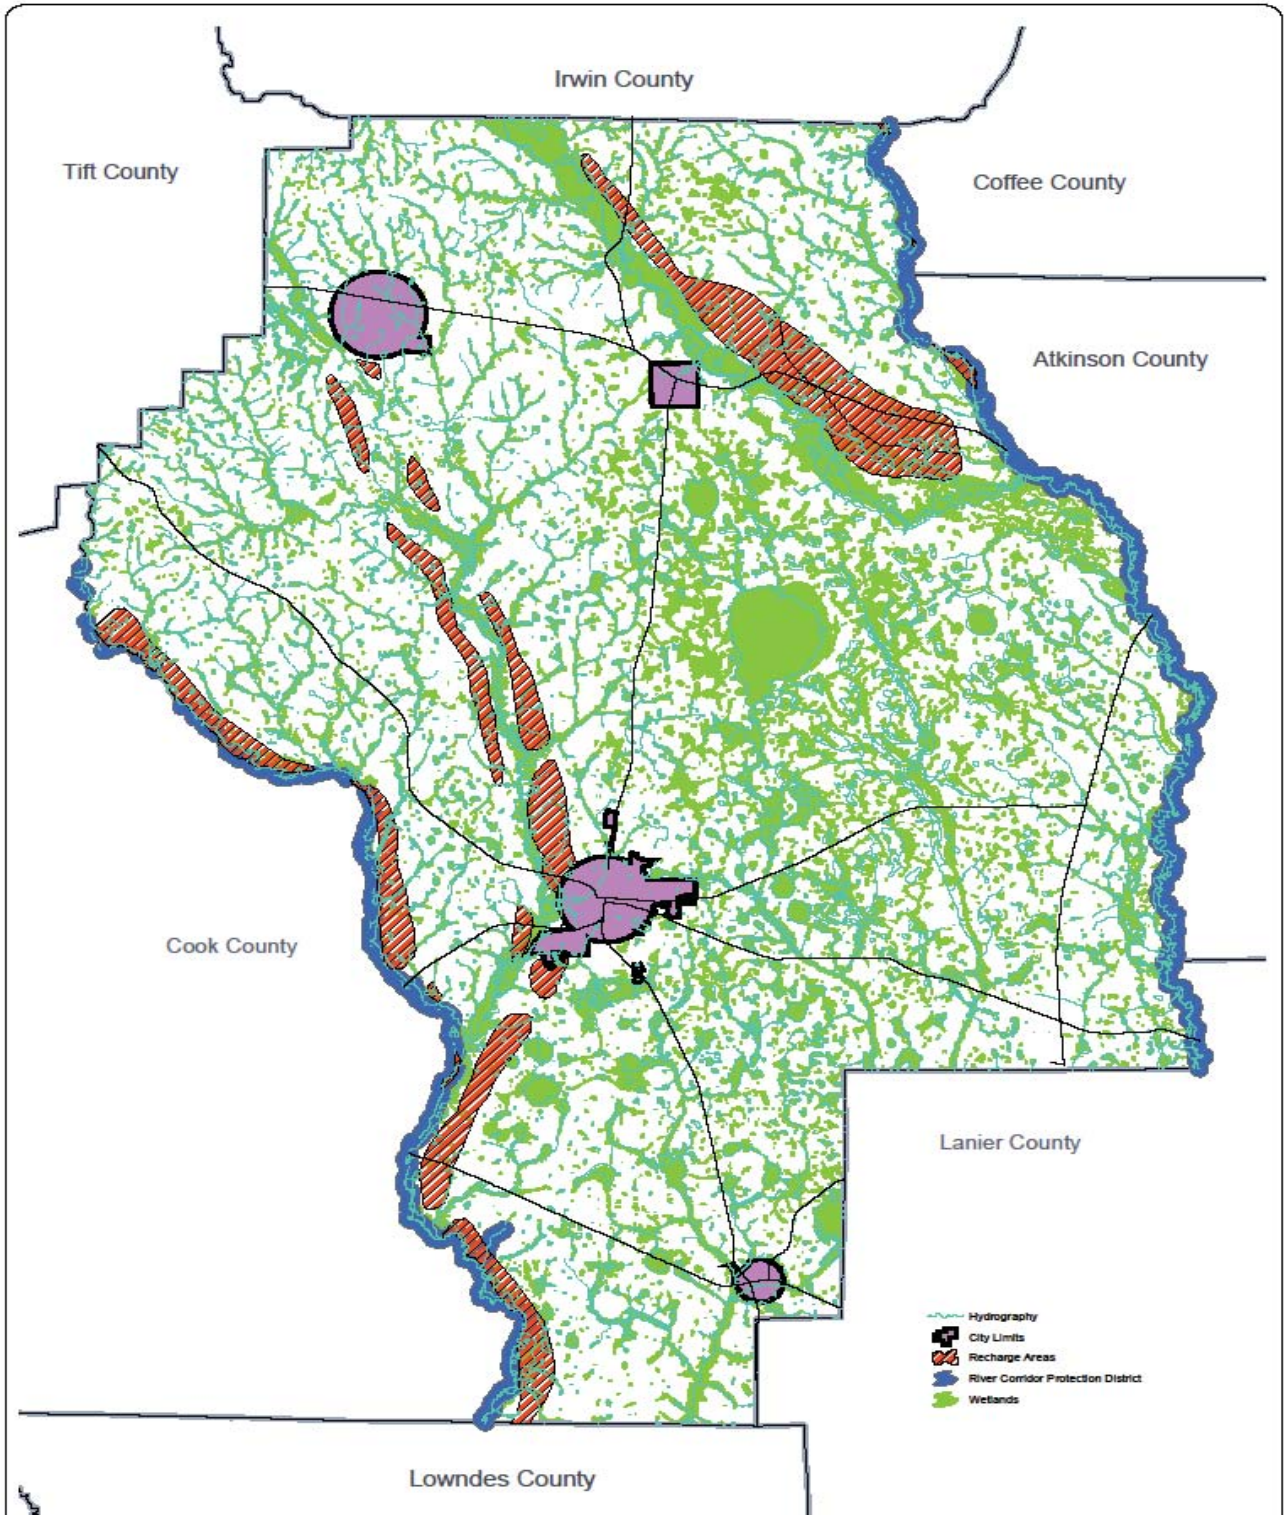 Irwin County
Tift County
Coffee County
Atkinson County
Cook County
Lanier County
Hydrography
City Limits
Recharge Areas
River Corridor Protection District
Wetlands
Lowndes County